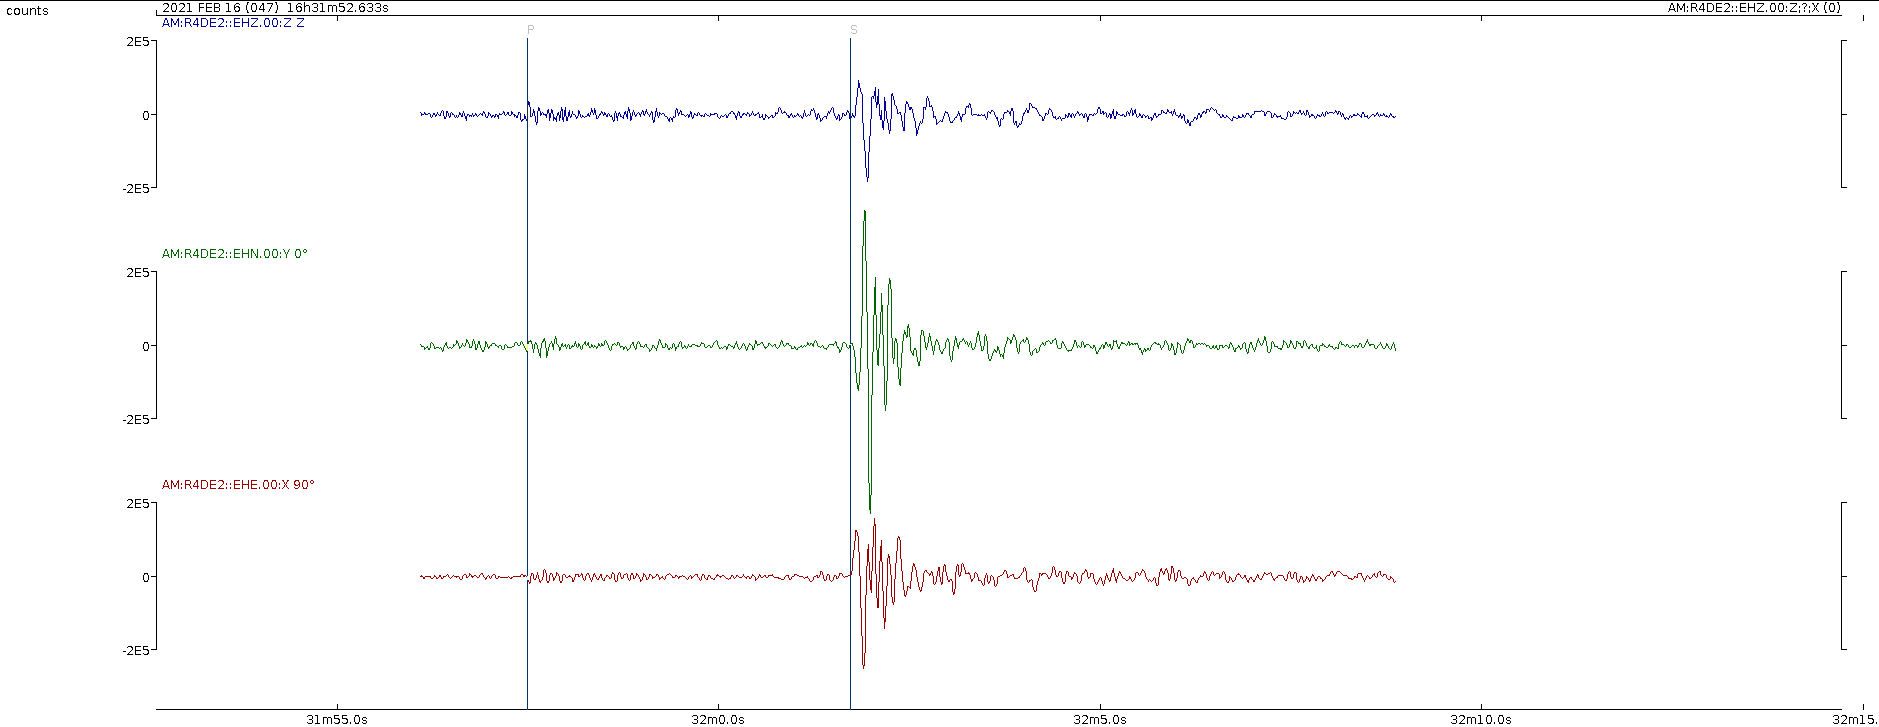 counts
2021 FEB 16 (047)  16h31m52.633s
AM:R4DE2::EHZ.00:Z;?;X (0)
AM:R4DE2::EHZ.00:Z Z
P
S
2E5
0
-2E5
AM:R4DE2::EHN.00:Y 0°
2E5
0
-2E5
AM:R4DE2::EHE.00:X 90°
2E5
0
-2E5
31m55.0s
32m0.0s
32m5.0s
32m10.0s
32m15.